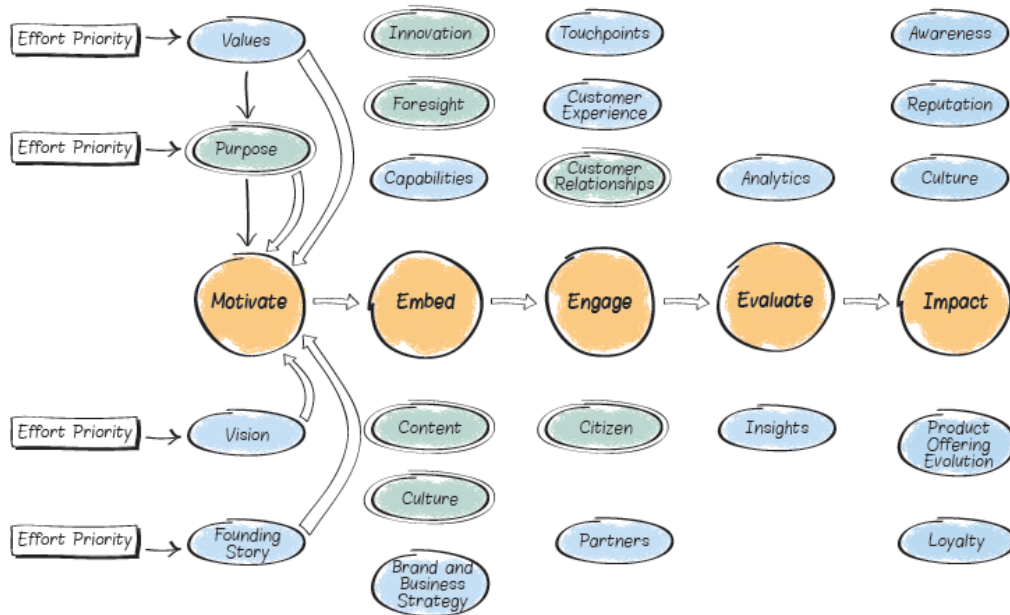 Effort Priority
Values
Innovation
Touchpoints
Awareness
Foresight
Customer
Experience
Reputation
Effort Priority
Purpose
Capabilities
Customer
Relationships
Analytics
Culture
Motivate
Embed
Engage
Evaluate
Impact
Effort Priority
Vision
Content
Citizen
Insights
Product
Offering
Evolution
Culture
Effort Priority
Founding
Story
Partners
Loyalty
Brand and
Business
Strategy